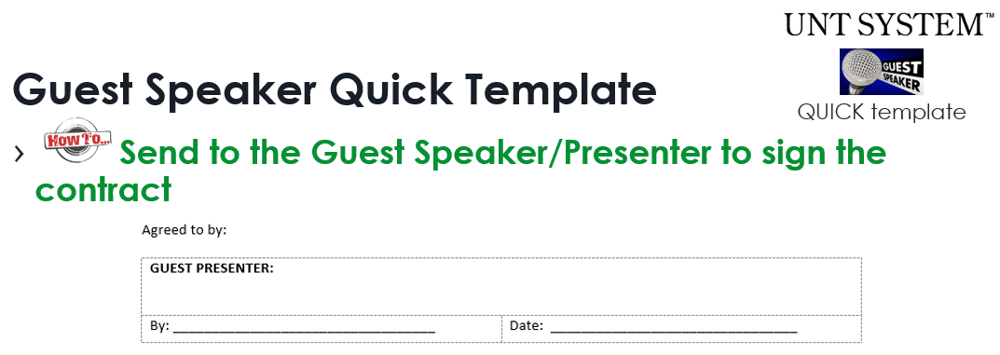 UNT SYSTEM™
GUEST
SPEAKER
QUICK template
Guest Speaker Quick Template
› How To... Send to the Guest Speaker/Presenter to sign the
contract
Agreed to by:
GUEST PRESENTER:
By: __________________________________ Date: ________________________________